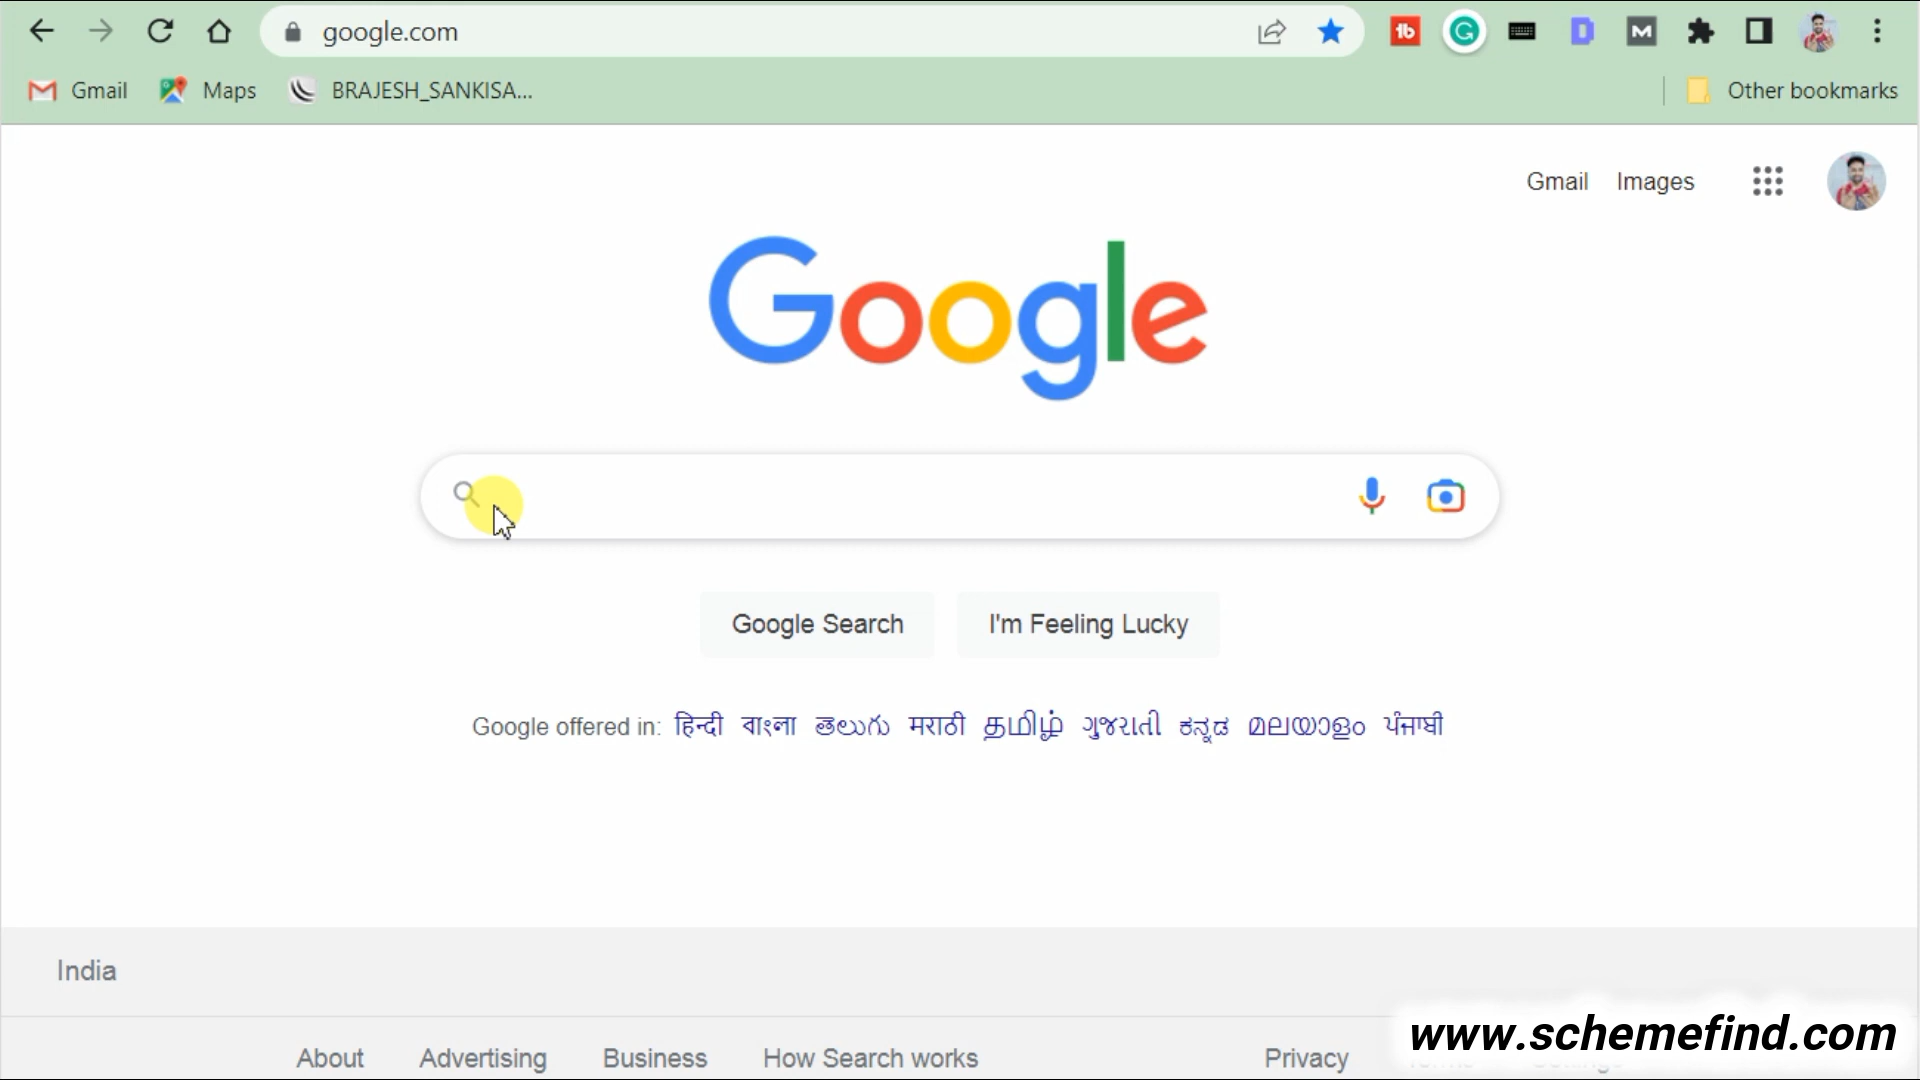 google.com
Gmail Maps BRAJESH_SANKISA... Other bookmarks
Gmail Images
Google
Google Search I'm Feeling Lucky
Google offered in: हिन्दी বাংলা తెలుగు मराठी தமிழ் ગુજરાતી ಕನ್ನಡ മലയാളം ਪੰਜਾਬੀ
India
www.schemefind.com
About Advertising Business How Search works Privacy